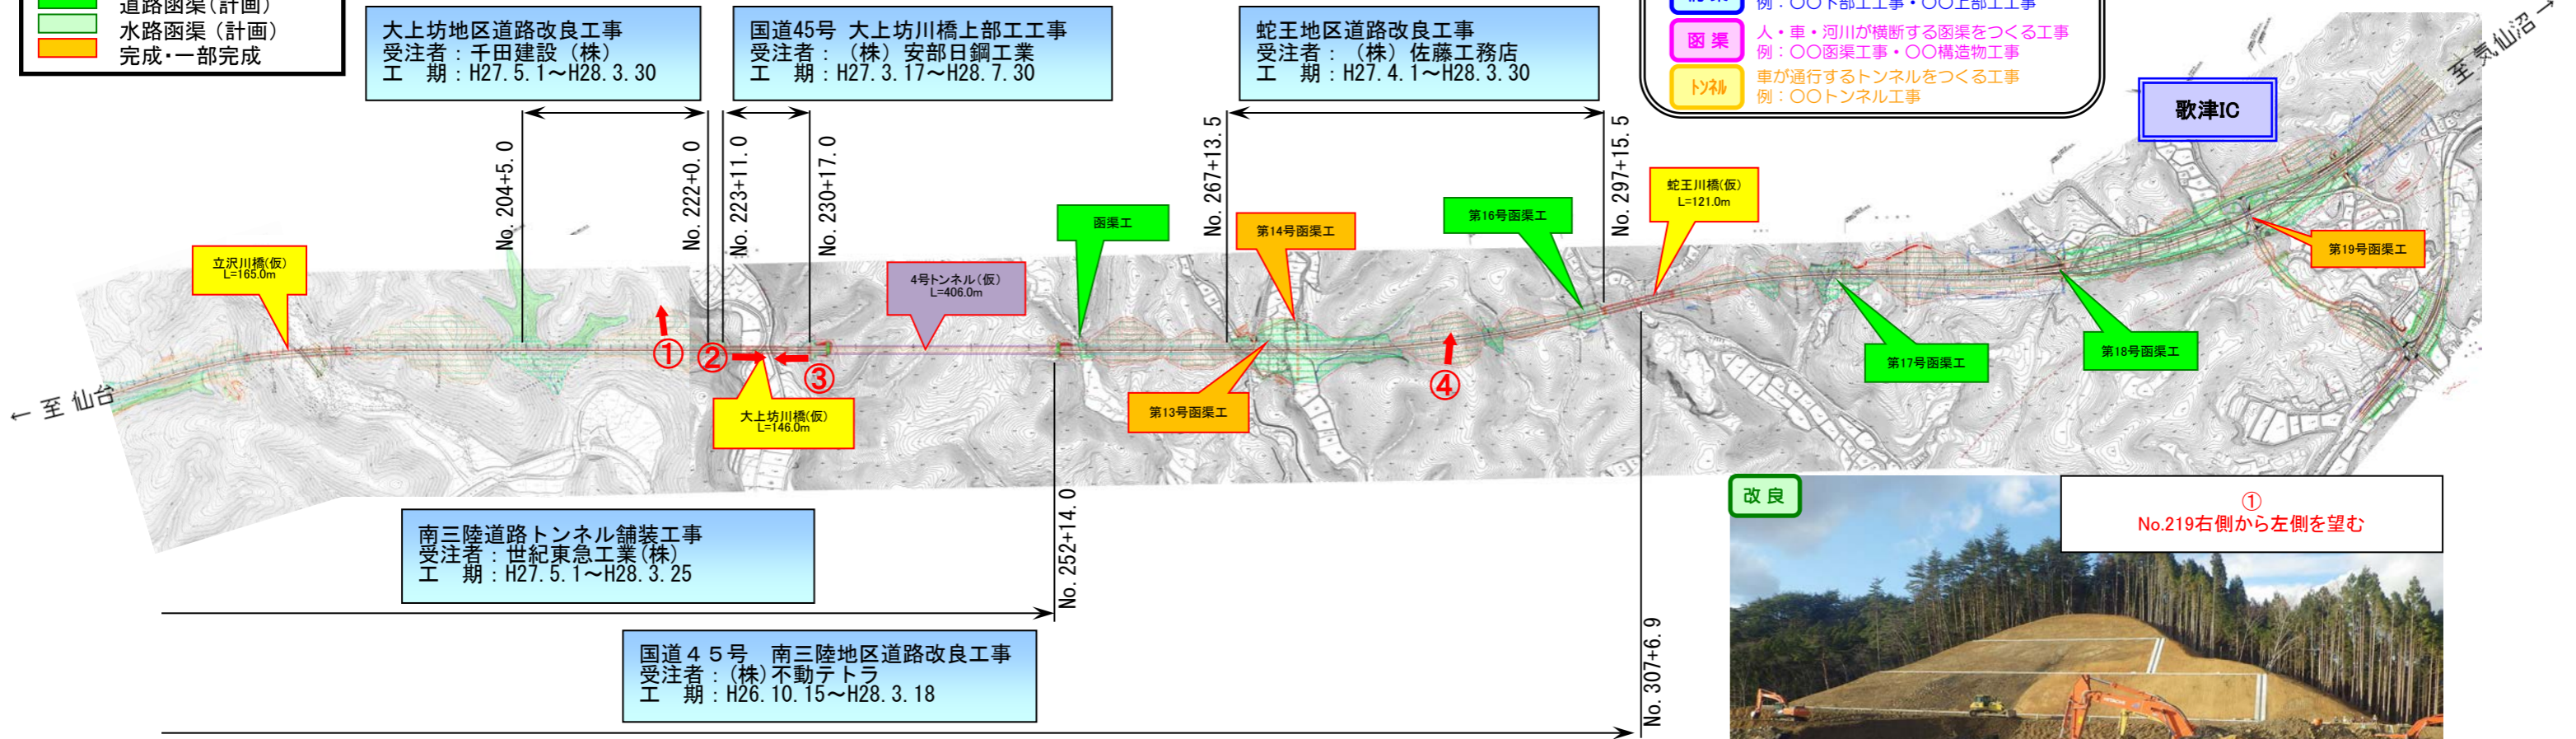 道路函渠(計画)
水路函渠(計画)
完成・一部完成
大上坊地区道路改良工事
受注者：千田建設（株）
工　期：H27.5.1～H28.3.30
国道45号 大上坊川橋上部工工事
受注者：（株）安部日鋼工業
工　期：H27.3.17～H28.7.30
蛇王地区道路改良工事
受注者：（株）佐藤工務店
工　期：H27.4.1～H28.3.30
例：〇〇下部工工事・〇〇上部工工事
函渠
人・車・河川が横断する函渠をつくる工事
例：〇〇函渠工事・〇〇構造物工事
トンネル
車が通行するトンネルをつくる工事
例：〇〇トンネル工事
至 気仙沼→
歌津IC
No.204+5.0
No.222+0.0
No.223+11.0
No.230+17.0
No.267+13.5
No.297+15.5
立沢川橋(仮)
L=165.0m
4号トンネル(仮)
L=406.0m
函渠工
第14号函渠工
第16号函渠工
蛇王川橋(仮)
L=121.0m
第19号函渠工
①
②
③
④
大上坊川橋(仮)
L=146.0m
第13号函渠工
第17号函渠工
第18号函渠工
← 至 仙台
南三陸道路トンネル舗装工事
受注者：世紀東急工業(株)
工　期：H27.5.1～H28.3.25
No.252+14.0
国道４５号　南三陸地区道路改良工事
受注者：(株)不動テトラ
工　期：H26.10.15～H28.3.18
No.307+6.9
改良
①
No.219右側から左側を望む